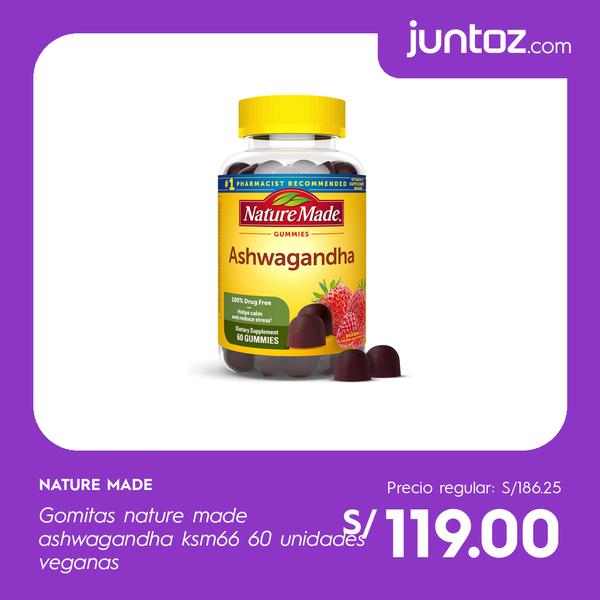 juntoz.com
#1 PHARMACIST RECOMMENDED
Nature Made
GUMMIES
Ashwagandha
100% Drug Free
Helps calm
and reduce stress†
Dietary Supplement
60 GUMMIES
NATURE MADE
Precio regular: S/186.25
Gomitas nature made
ashwagandha ksm66 60 unidades
veganas
S/ 119.00